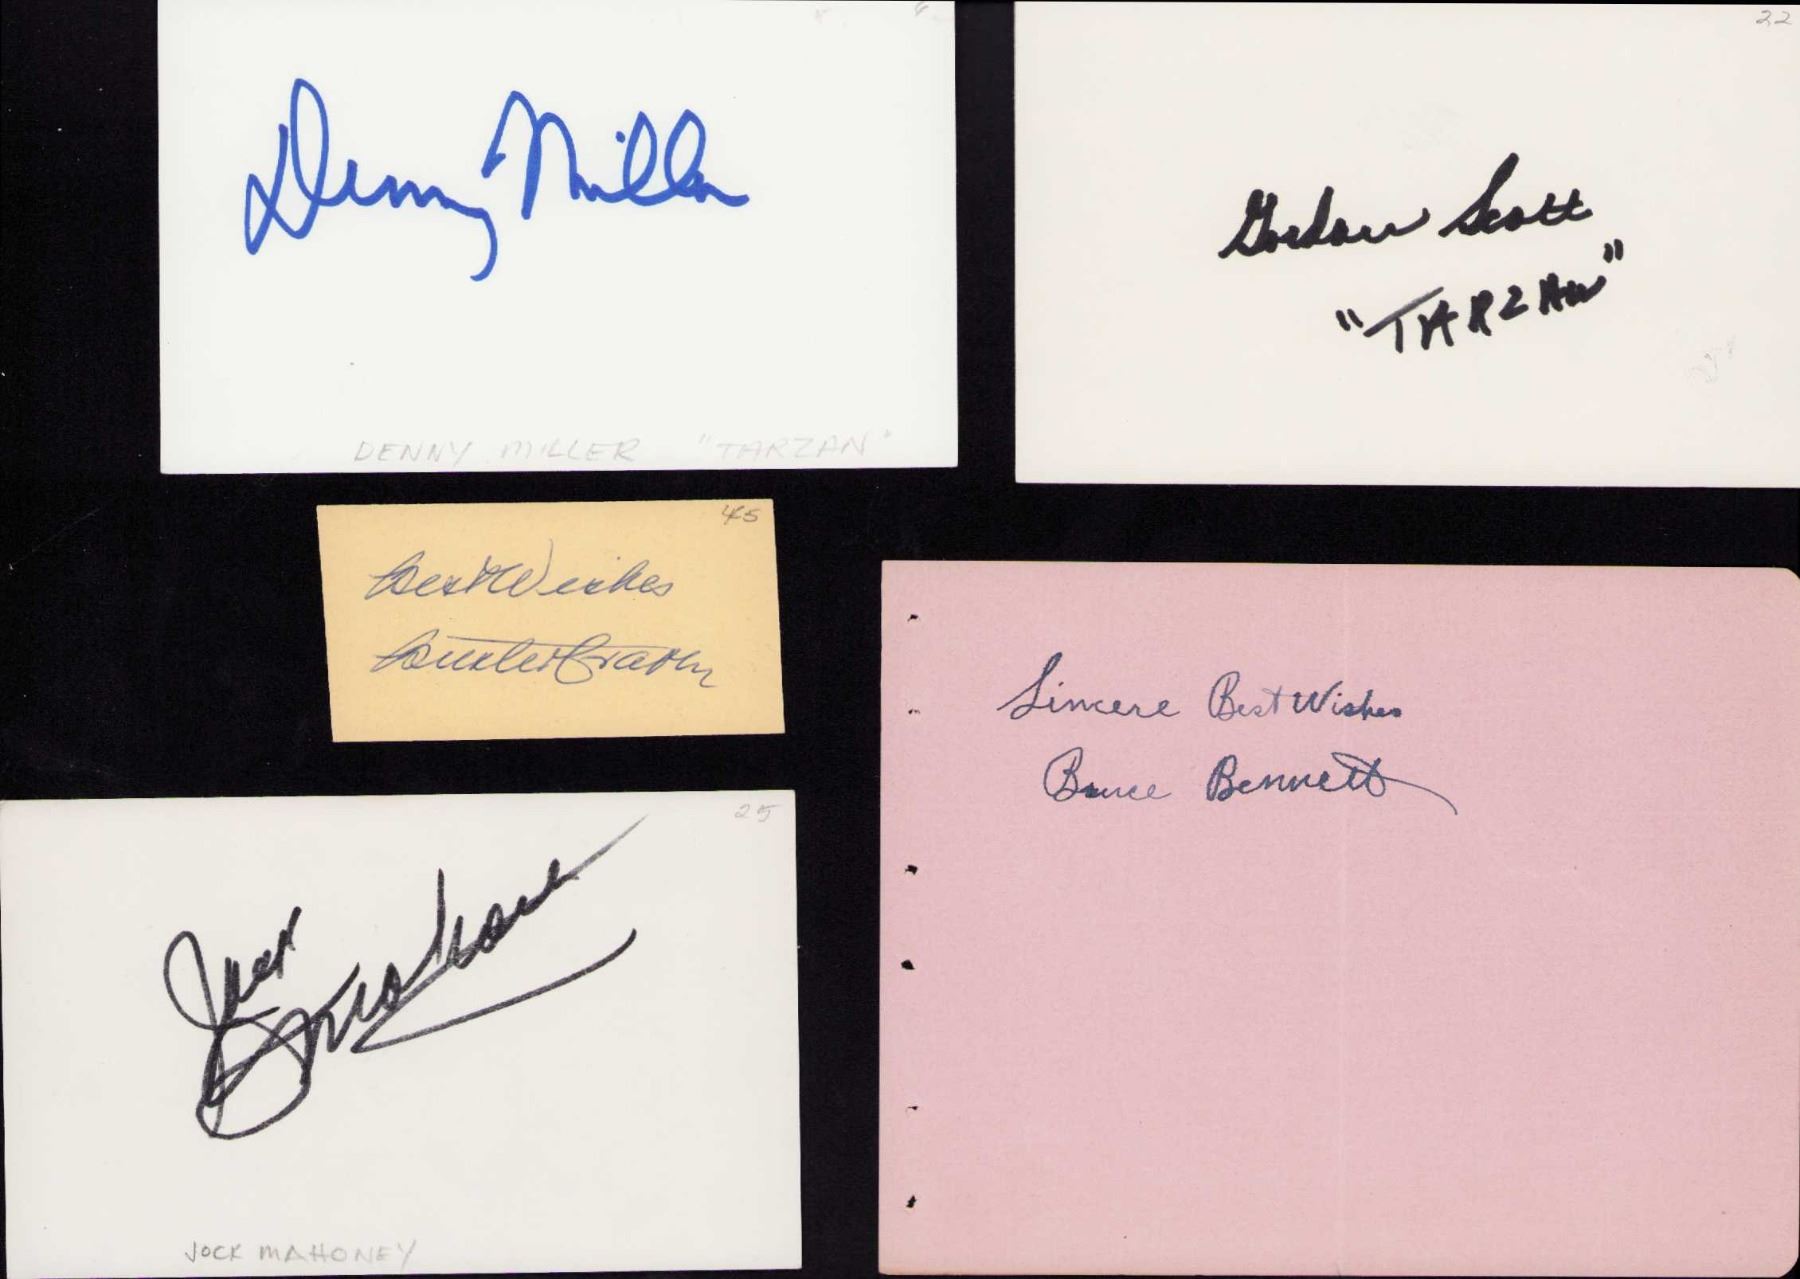 6
Denny Miller
DENNY MILLER "TARZAN"
22
Gordon Scott
"TARZAN"
45
Best Wishes
Buster Crabbe
Sincere Best Wishes
Bruce Bennett
25
Jock Mahoney
JOCK MAHONEY